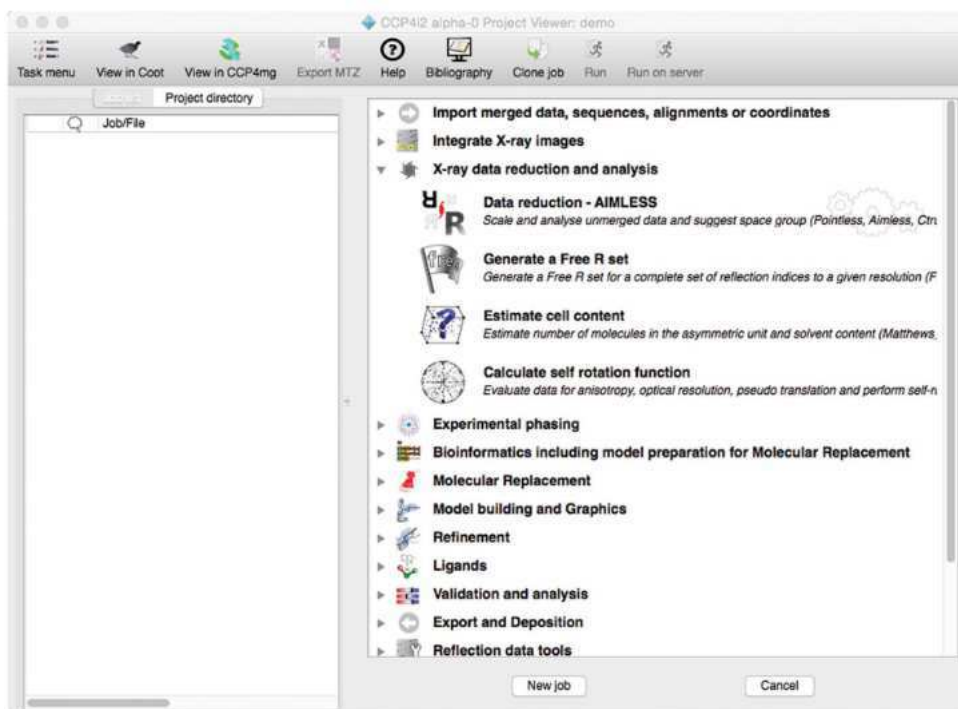 CCP4i2 alpha-0 Project Viewer: demo
Task menu View in Coot View in CCP4mg Export MTZ Help Bibliography Clone job Run Run on server
Project directory
Job/File
Import merged data, sequences, alignments or coordinates
Integrate X-ray images
X-ray data reduction and analysis
Data reduction - AIMLESS
Scale and analyse unmerged data and suggest space group (Pointless, Aimless, Ctru
Generate a Free R set
Generate a Free R set for a complete set of reflection indices to a given resolution (F
Estimate cell content
Estimate number of molecules in the asymmetric unit and solvent content (Matthews,
Calculate self rotation function
Evaluate data for anisotropy, optical resolution, pseudo translation and perform self-r
Experimental phasing
Bioinformatics including model preparation for Molecular Replacement
Molecular Replacement
Model building and Graphics
Refinement
Ligands
Validation and analysis
Export and Deposition
Reflection data tools
New job Cancel